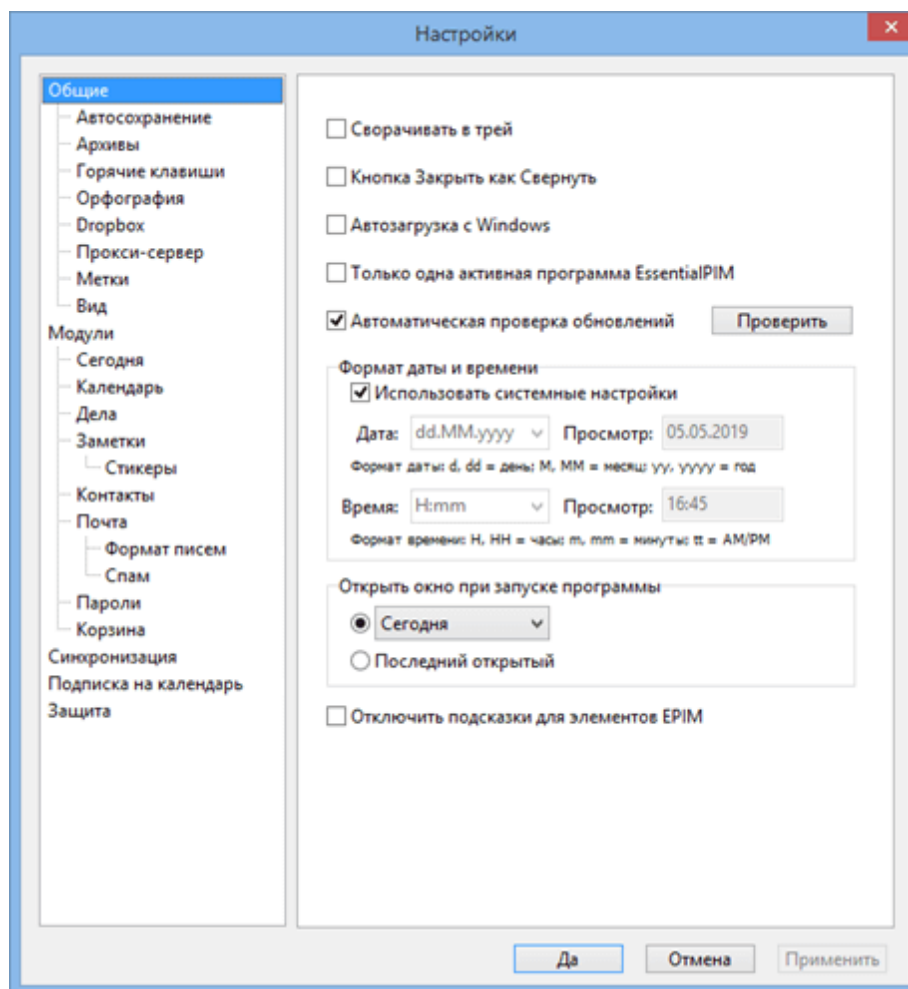 Настройки
Общие
Автосохранение
Архивы
Горячие клавиши
Орфография
Dropbox
Прокси-сервер
Метки
Вид
Модули
Сегодня
Календарь
Дела
Заметки
Стикеры
Контакты
Почта
Формат писем
Спам
Пароли
Корзина
Синхронизация
Подписка на календарь
Защита
Сворачивать в трей
Кнопка Закрыть как Свернуть
Автозагрузка с Windows
Только одна активная программа EssentialPIM
Автоматическая проверка обновлений Проверить
Формат даты и времени
Использовать системные настройки
Дата: dd.MM.yyyy Просмотр: 05.05.2019
Формат даты: d, dd = день; M, MM = месяц; yy, yyyy = год
Время: H:mm Просмотр: 16:45
Формат времени: H, HH = часы; m, mm = минуты; tt = AM/PM
Открыть окно при запуске программы
Сегодня
Последний открытый
Отключить подсказки для элементов EPIM
Да Отмена Применить